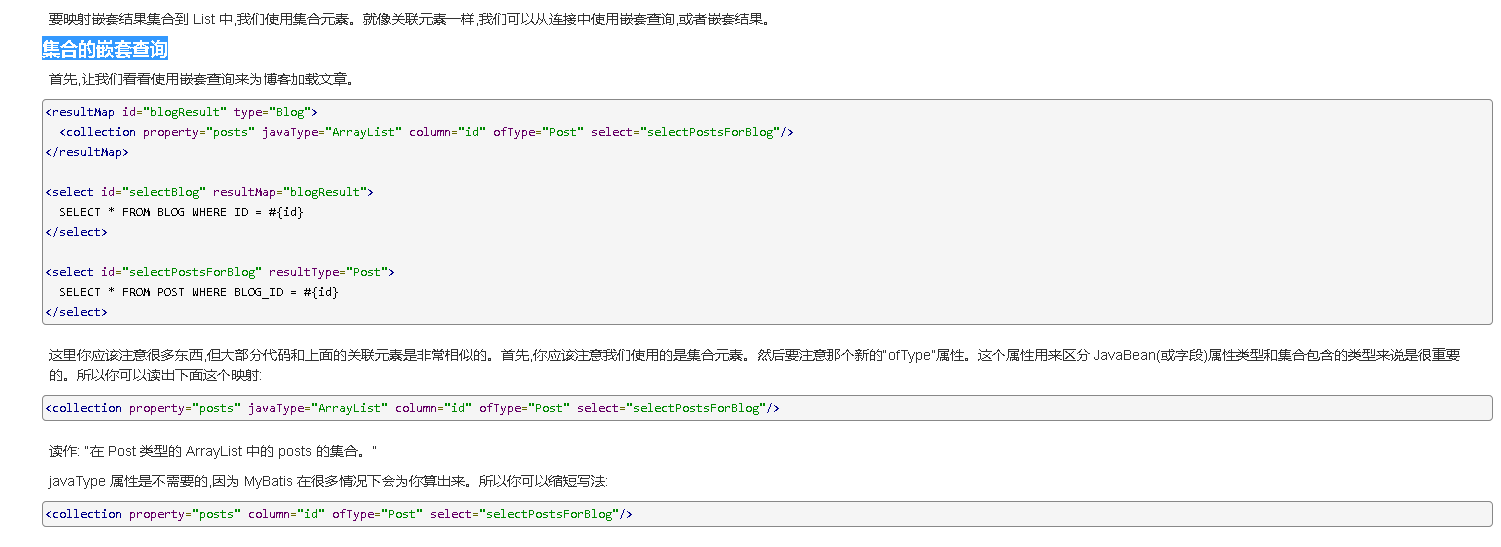 要映射嵌套结果集合到 List 中,我们使用集合元素。就像关联元素一样,我们可以从连接中使用嵌套查询,或者嵌套结果。
集合的嵌套查询
首先,让我们看看使用嵌套查询来为博客加载文章。
<resultMap id="blogResult" type="Blog">
  <collection property="posts" javaType="ArrayList" column="id" ofType="Post" select="selectPostsForBlog"/>
</resultMap>
<select id="selectBlog" resultMap="blogResult">
  SELECT * FROM BLOG WHERE ID = #{id}
</select>
<select id="selectPostsForBlog" resultType="Post">
  SELECT * FROM POST WHERE BLOG_ID = #{id}
</select>
这里你应该注意很多东西,但大部分代码和上面的关联元素是非常相似的。首先,你应该注意我们使用的是集合元素。然后要注意那个新的"ofType"属性。这个属性用来区分 JavaBean(或字段)属性类型和集合包含的类型来说是很重要
的。所以你可以读出下面这个映射:
<collection property="posts" javaType="ArrayList" column="id" ofType="Post" select="selectPostsForBlog"/>
读作: "在 Post 类型的 ArrayList 中的 posts 的集合。"
javaType 属性是不需要的,因为 MyBatis 在很多情况下会为你算出来。所以你可以缩短写法:
<collection property="posts" column="id" ofType="Post" select="selectPostsForBlog"/>